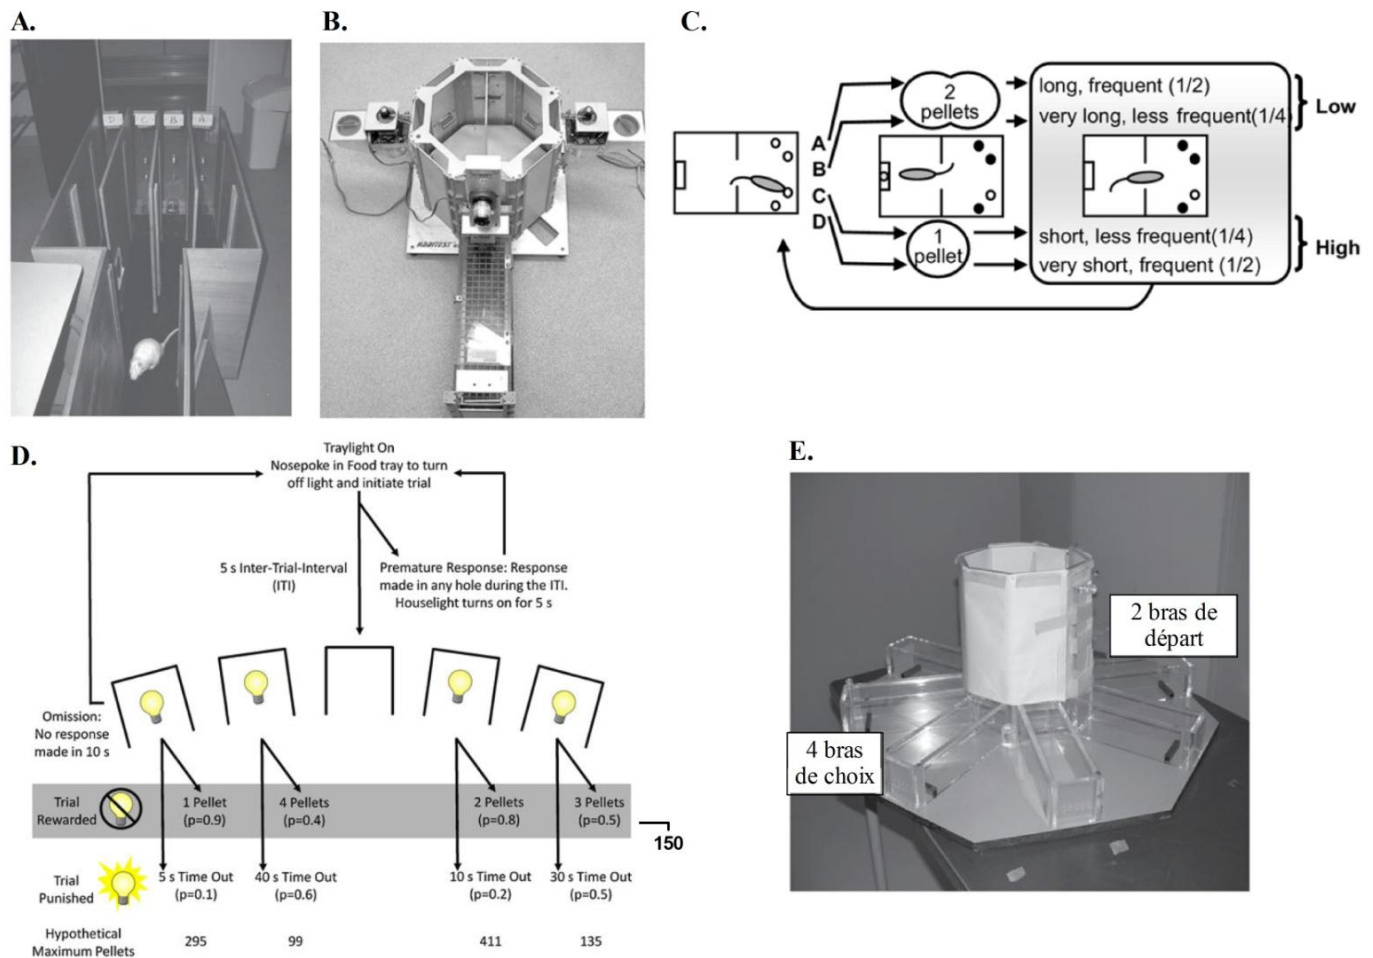 A.
B.
C.
D C B A
2
pellets
long, frequent (1/2)
very long, less frequent(1/4
Low
A
B
C
D
1
pellet
short, less frequent(1/4)
very short, frequent (1/2)
High
D.
Traylight On
Nosepoke in Food tray to turn
off light and initiate trial
5 s Inter-Trial-Interval
(ITI)
Premature Response: Response
made in any hole during the ITI.
Houselight turns on for 5 s
Omission:
No response
made in 10 s
Trial
Rewarded
1 Pellet
(p=0.9)
4 Pellets
(p=0.4)
2 Pellets
(p=0.8)
3 Pellets
(p=0.5)
150
Trial
Punished
5 s Time Out
(p=0.1)
40 s Time Out
(p=0.6)
10 s Time Out
(p=0.2)
30 s Time Out
(p=0.5)
Hypothetical
Maximum Pellets
295
99
411
135
E.
2 bras de
départ
4 bras
de choix